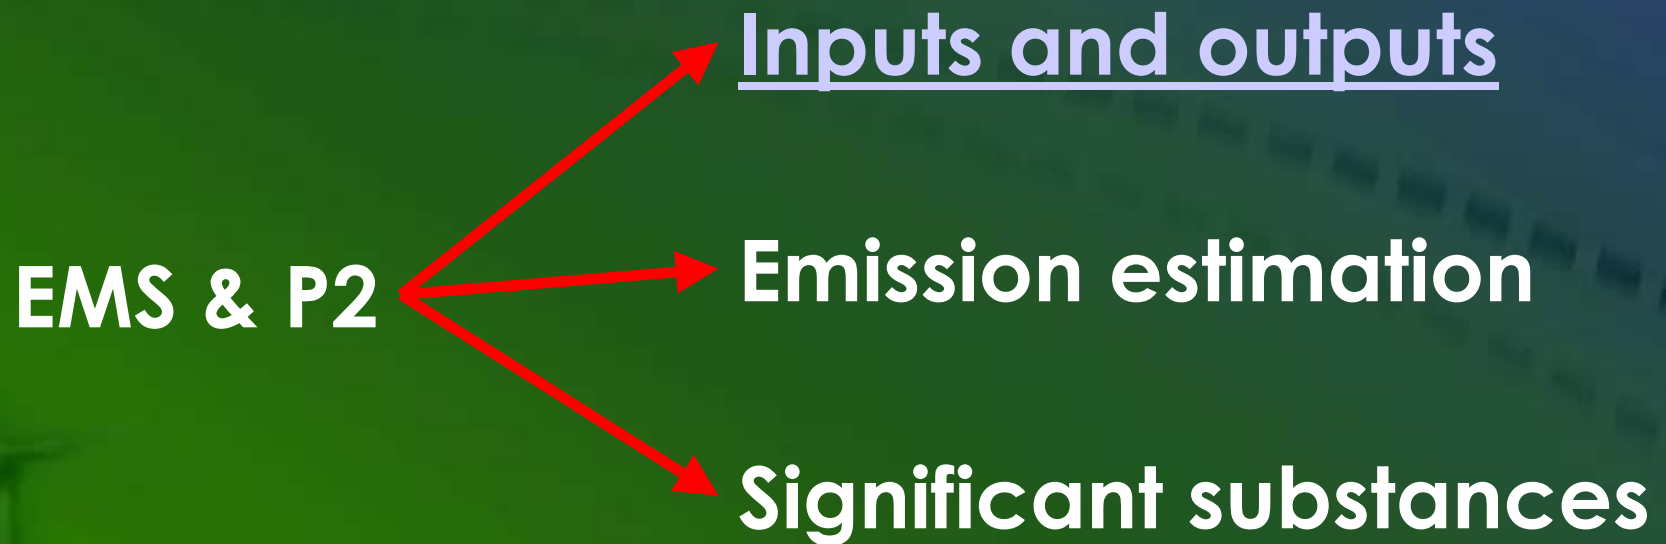 Inputs and outputs
EMS & P2
Emission estimation
Significant substances